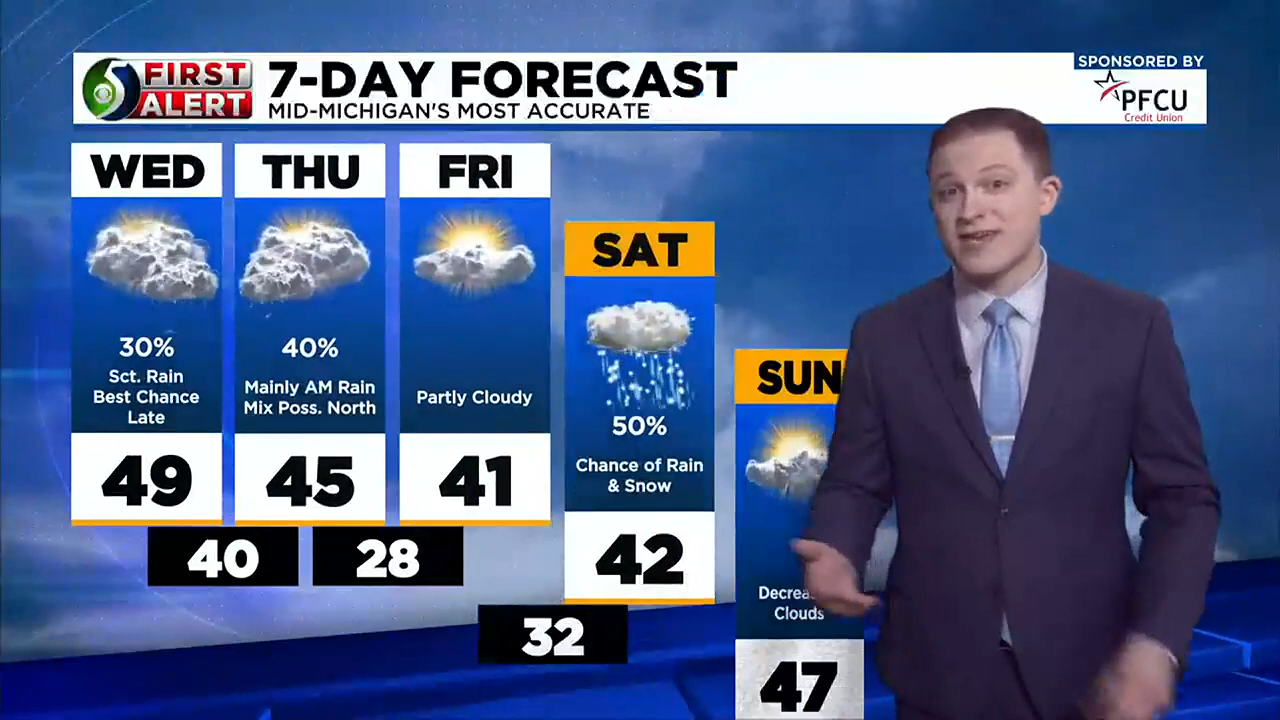 5 FIRST ALERT
7-DAY FORECAST
MID-MICHIGAN'S MOST ACCURATE
SPONSORED BY
PFCU
Credit Union
WED
30%
Sct. Rain
Best Chance
Late
49
THU
40%
Mainly AM Rain
Mix Poss. North
45
FRI
Partly Cloudy
41
SAT
50%
Chance of Rain
& Snow
42
SUN
Clouds
47
40
28
32